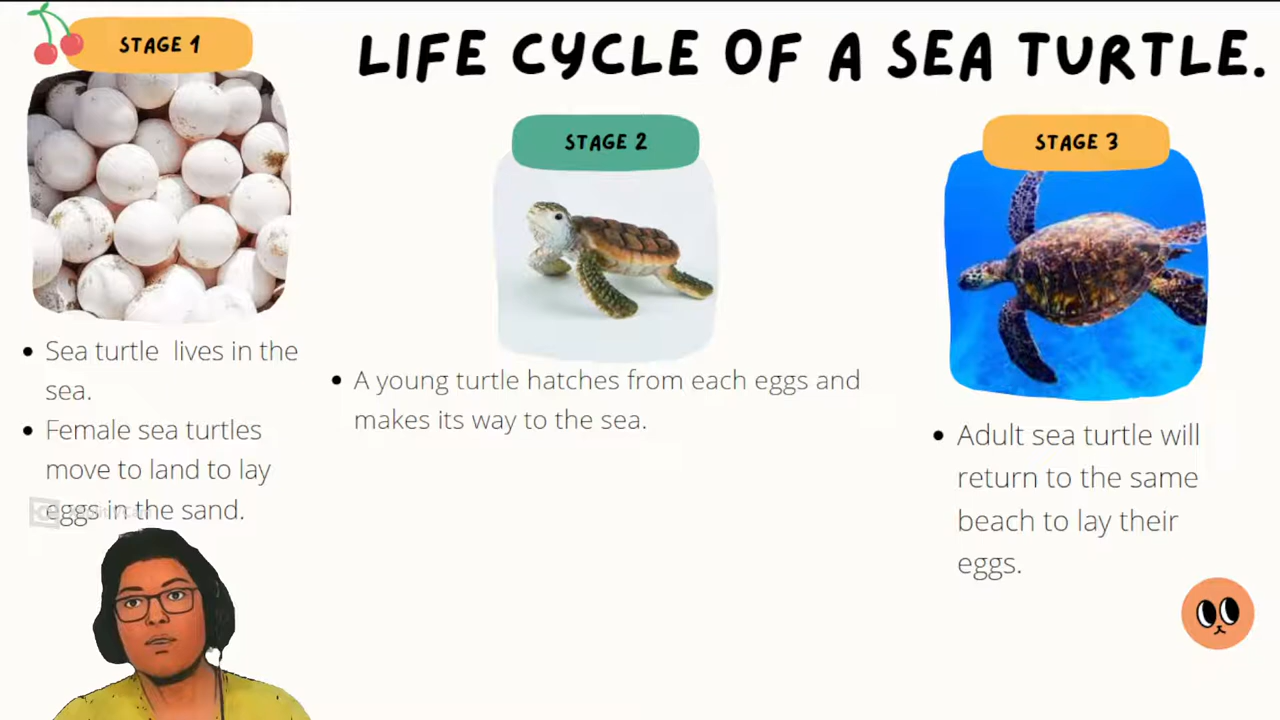 STAGE 1
LIFE CYCLE OF A SEA TURTLE.
STAGE 2
STAGE 3
Sea turtle lives in the
sea.
Female sea turtles
move to land to lay
eggs in the sand.
A young turtle hatches from each eggs and
makes its way to the sea.
Adult sea turtle will
return to the same
beach to lay their
eggs.